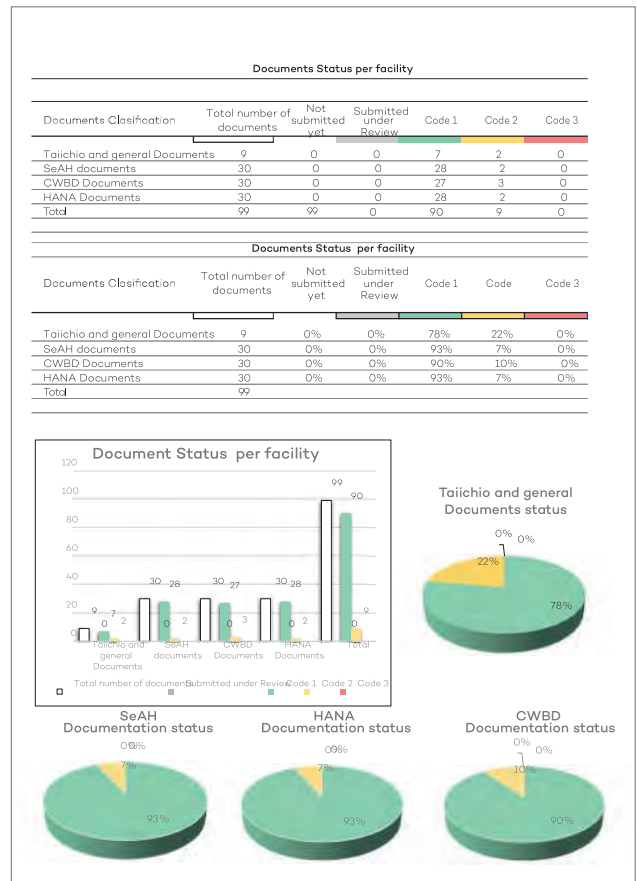 Documents Status per facility
Documents Clasification Total number of documents Not submitted yet Submitted under Review Code 1 Code 2 Code 3
Taiichio and general Documents 9 0 0 7 2 0
SeAH documents 30 0 0 28 2 0
CWBD Documents 30 0 0 27 3 0
HANA Documents 30 0 0 28 2 0
Total 99 99 0 90 9 0
Documents Status per facility
Documents Clasification Total number of documents Not submitted yet Submitted under Review Code 1 Code Code 3
Taiichio and general Documents 9 0% 0% 78% 22% 0%
SeAH documents 30 0% 0% 93% 7% 0%
CWBD Documents 30 0% 0% 90% 10% 0%
HANA Documents 30 0% 0% 93% 7% 0%
Total 99
Document Status per facility
120
100
80
60
40
20
0
9 0 7 2
30 0 28 2
30 0 27 3
30 0 28 2
99 0 90 9
Taiichio and general Documents
SeAH documents
CWBD Documents
HANA Documents
Total
Total number of documents Submitted under Review Code 1 Code 2 Code 3
Taiichio and general
Documents status
0% 0%
22%
78%
SeAH
Documentation status
0% 0%
7%
93%
HANA
Documentation status
0% 0%
7%
93%
CWBD
Documentation status
0% 0%
10%
90%